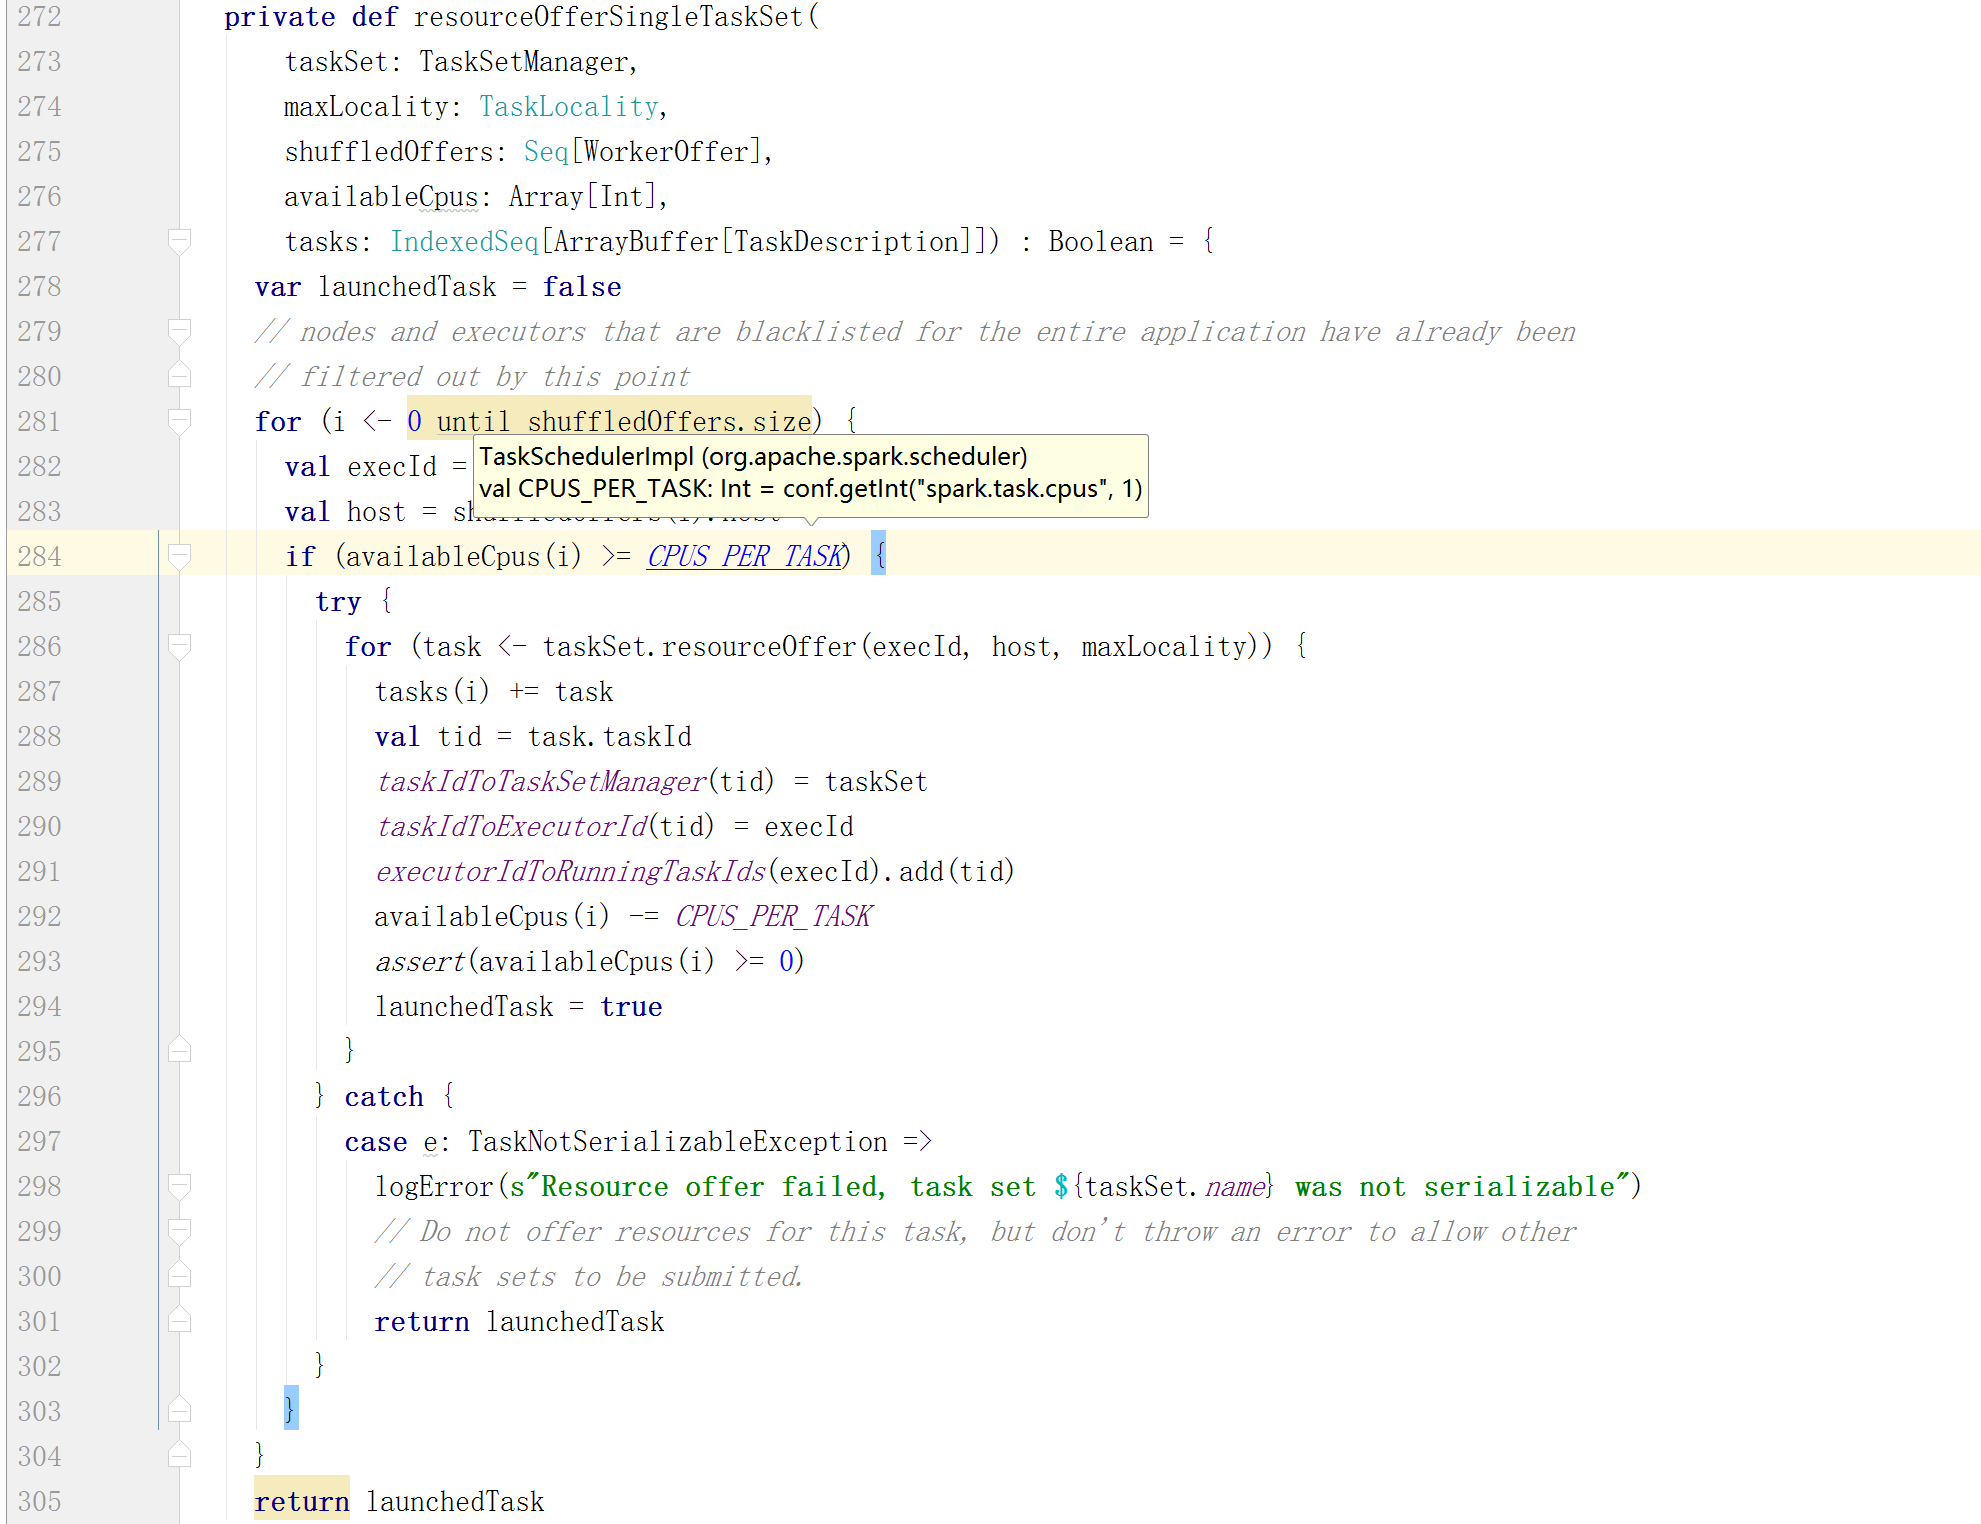 272 private def resourceOfferSingleTaskSet(
273 taskSet: TaskSetManager,
274 maxLocality: TaskLocality,
275 shuffledOffers: Seq[WorkerOffer],
276 availableCpus: Array[Int],
277 tasks: IndexedSeq[ArrayBuffer[TaskDescription]]) : Boolean = {
278 var launchedTask = false
279 // nodes and executors that are blacklisted for the entire application have already been
280 // filtered out by this point
281 for (i <- 0 until shuffledOffers.size) {
282 val execId =
TaskSchedulerImpl (org.apache.spark.scheduler)
val CPUS_PER_TASK: Int = conf.getInt("spark.task.cpus", 1)
283 val host = shuffledOffers(i).host
284 if (availableCpus(i) >= CPUS_PER_TASK) {
285 try {
286 for (task <- taskSet.resourceOffer(execId, host, maxLocality)) {
287 tasks(i) += task
288 val tid = task.taskId
289 taskIdToTaskSetManager(tid) = taskSet
290 taskIdToExecutorId(tid) = execId
291 executorIdToRunningTaskIds(execId).add(tid)
292 availableCpus(i) -= CPUS_PER_TASK
293 assert(availableCpus(i) >= 0)
294 launchedTask = true
295 }
296 } catch {
297 case e: TaskNotSerializableException =>
298 logError(s"Resource offer failed, task set ${taskSet.name} was not serializable")
299 // Do not offer resources for this task, but don't throw an error to allow other
300 // task sets to be submitted.
301 return launchedTask
302 }
303 }
304 }
305 return launchedTask